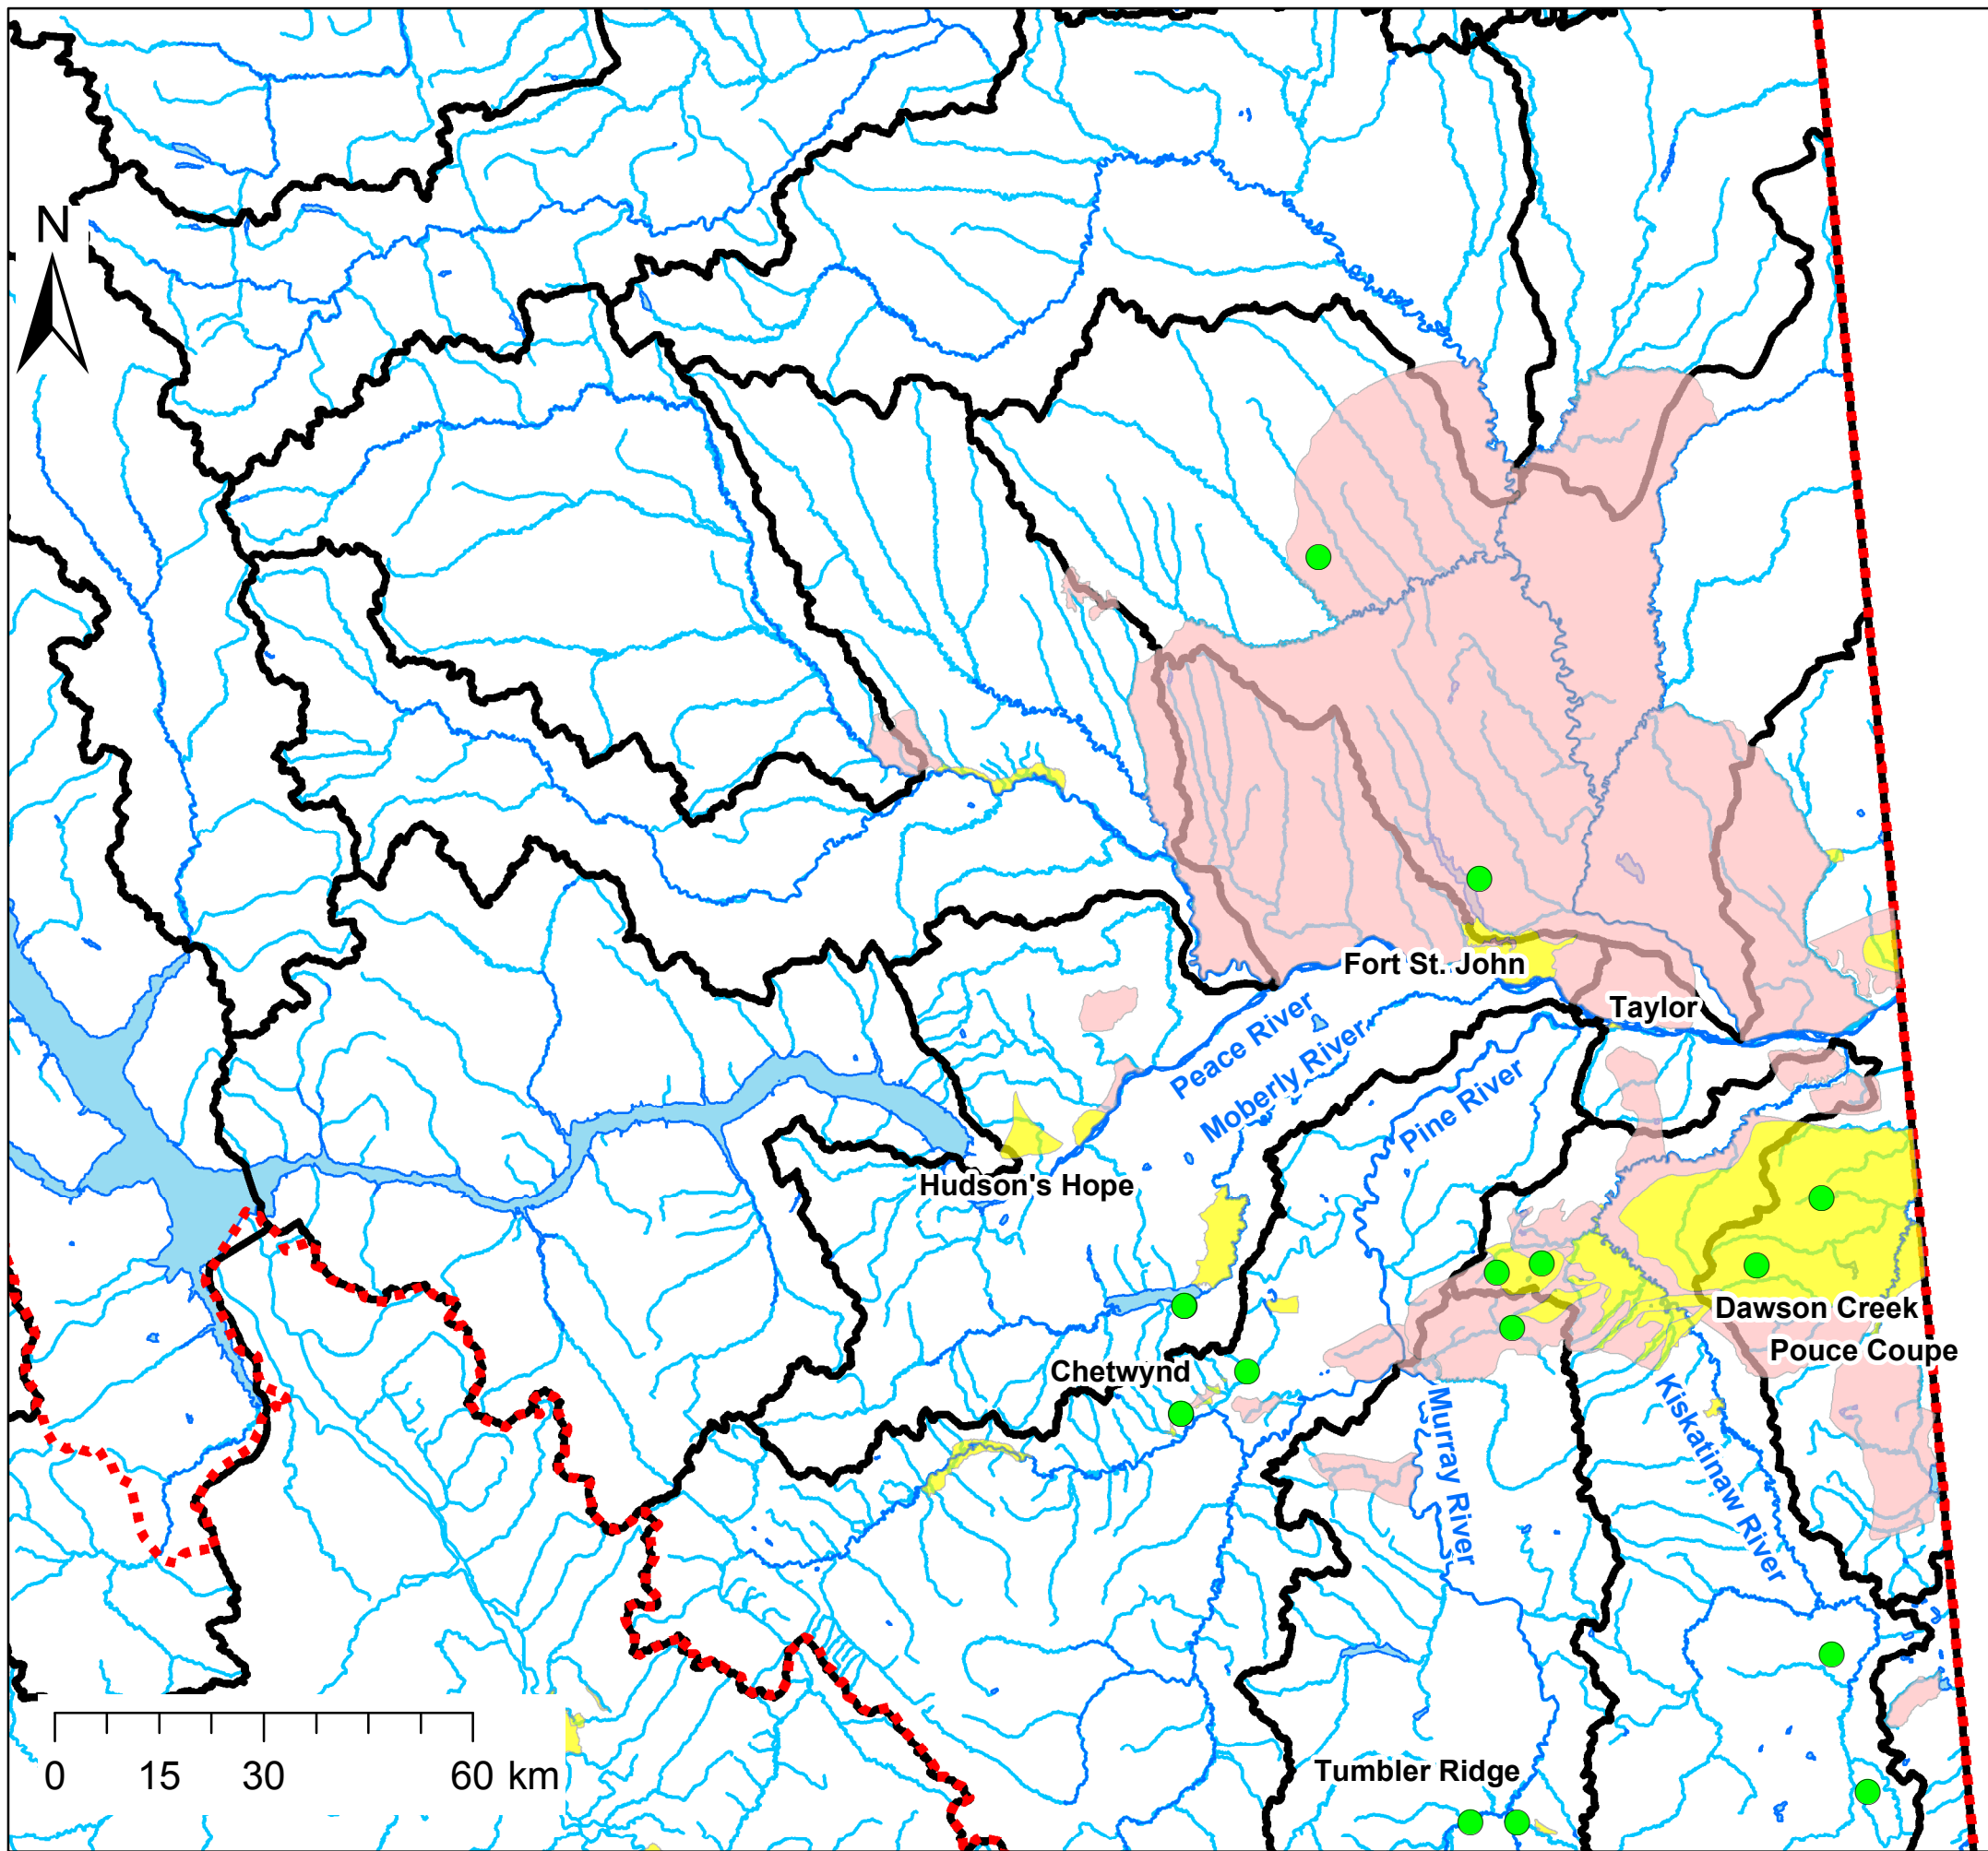 N
Fort St. John
Taylor
Peace River
Moberly River
Pine River
Hudson's Hope
Dawson Creek
Pouce Coupe
Chetwynd
Murray River
Kiskatinaw River
Tumbler Ridge
0 15 30 60 km